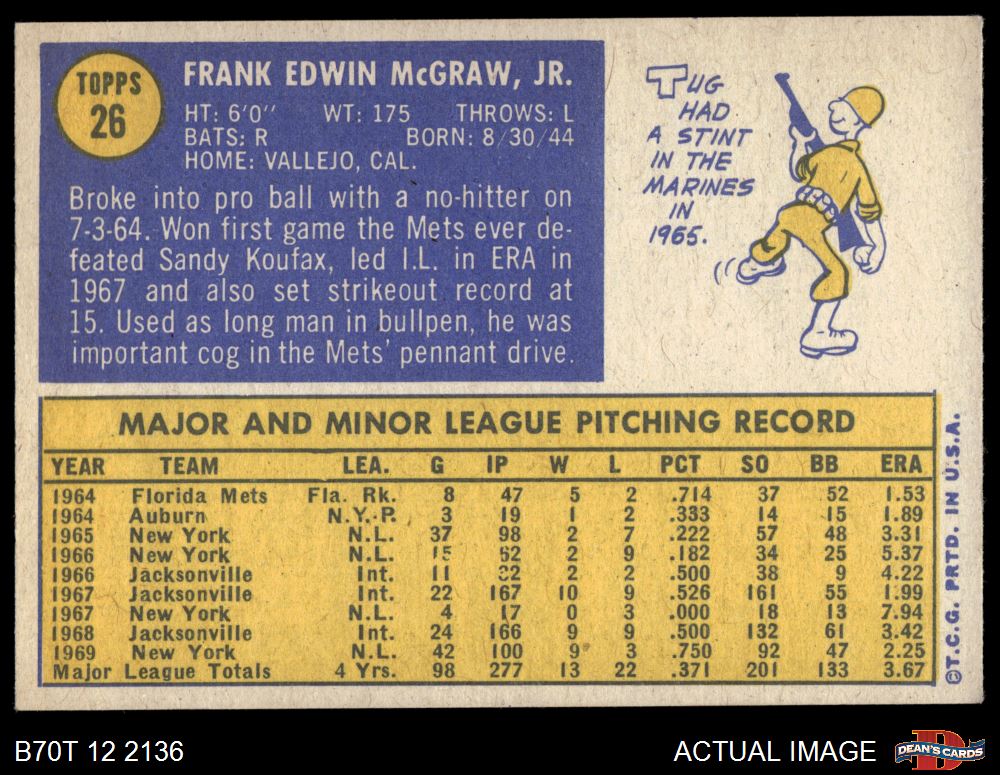 TOPPS
26
FRANK EDWIN McGRAW, JR.
HT: 6'0" WT: 175 THROWS: L
BATS: R BORN: 8/30/44
HOME: VALLEJO, CAL.
Broke into pro ball with a no-hitter on
7-3-64. Won first game the Mets ever de-
feated Sandy Koufax, led I.L. in ERA in
1967 and also set strikeout record at
15. Used as long man in bullpen, he was
important cog in the Mets' pennant drive.
TUG
HAD
A STINT
IN THE
MARINES
IN
1965.
MAJOR AND MINOR LEAGUE PITCHING RECORD
YEAR TEAM LEA. G IP W L PCT SO BB ERA
1964 Florida Mets Fla. Rk. 8 47 5 2 .714 37 52 1.53
1964 Auburn N.Y.-P. 3 19 1 2 .333 14 15 1.89
1965 New York N.L. 37 98 2 7 .222 57 48 3.31
1966 New York N.L. 15 62 2 9 .182 34 25 5.37
1966 Jacksonville Int. 11 32 2 2 .500 38 9 4.22
1967 Jacksonville Int. 22 167 10 9 .526 161 55 1.99
1967 New York N.L. 4 17 0 3 .000 18 13 7.94
1968 Jacksonville Int. 24 166 9 9 .500 132 61 3.42
1969 New York N.L. 42 100 9 3 .750 92 47 2.25
Major League Totals 4 Yrs. 98 277 13 22 .371 201 133 3.67
©T.C.G. PRTD. IN U.S.A.
B70T 12 2136
ACTUAL IMAGE
D
DEAN'S CARDS